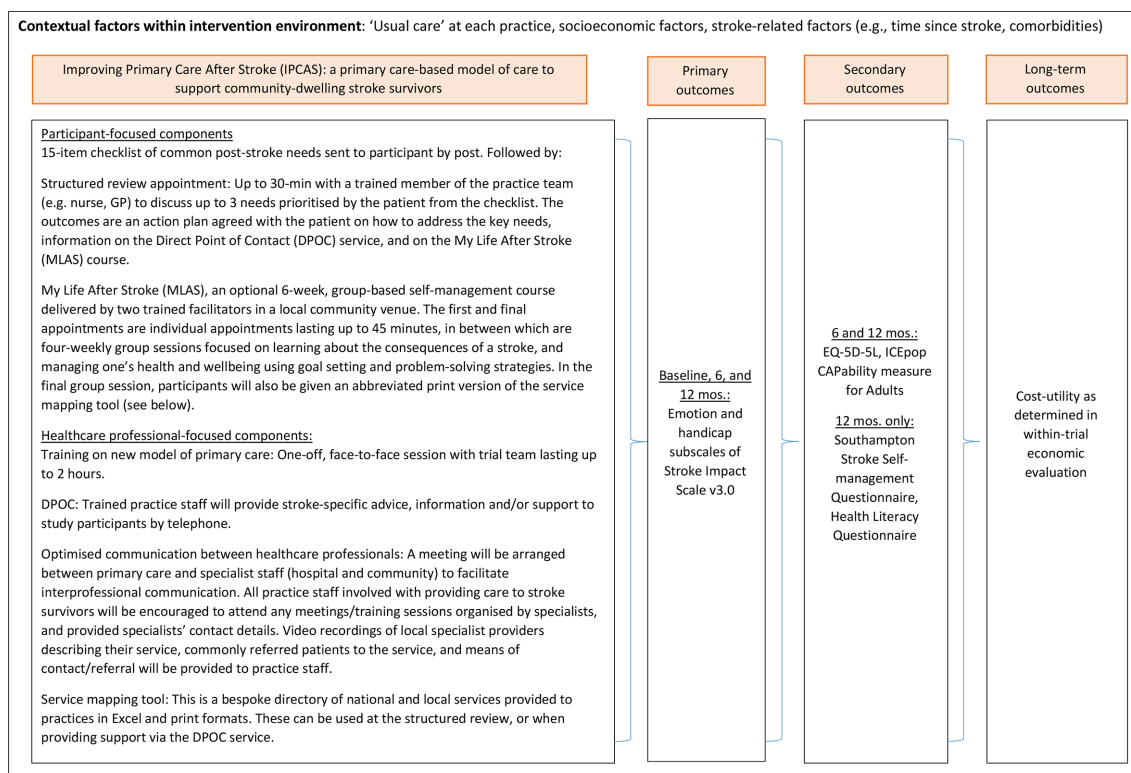 Contextual factors within intervention environment: ‘Usual care’ at each practice, socioeconomic factors, stroke-related factors (e.g., time since stroke, comorbidities)
Improving Primary Care After Stroke (IPCAS): a primary care-based model of care to
support community-dwelling stroke survivors
Primary
outcomes
Secondary
outcomes
Long-term
outcomes
Participant-focused components
15-item checklist of common post-stroke needs sent to participant by post. Followed by:
Structured review appointment: Up to 30-min with a trained member of the practice team
(e.g. nurse, GP) to discuss up to 3 needs prioritised by the patient from the checklist. The
outcomes are an action plan agreed with the patient on how to address the key needs,
information on the Direct Point of Contact (DPOC) service, and on the My Life After Stroke
(MLAS) course.
My Life After Stroke (MLAS), an optional 6-week, group-based self-management course
delivered by two trained facilitators in a local community venue. The first and final
appointments are individual appointments lasting up to 45 minutes, in between which are
four-weekly group sessions focused on learning about the consequences of a stroke, and
managing one’s health and wellbeing using goal setting and problem-solving strategies. In the
final group session, participants will also be given an abbreviated print version of the service
mapping tool (see below).
Healthcare professional-focused components:
Training on new model of primary care: One-off, face-to-face session with trial team lasting up
to 2 hours.
DPOC: Trained practice staff will provide stroke-specific advice, information and/or support to
study participants by telephone.
Optimised communication between healthcare professionals: A meeting will be arranged
between primary care and specialist staff (hospital and community) to facilitate
interprofessional communication. All practice staff involved with providing care to stroke
survivors will be encouraged to attend any meetings/training sessions organised by specialists,
and provided specialists’ contact details. Video recordings of local specialist providers
describing their service, commonly referred patients to the service, and means of
contact/referral will be provided to practice staff.
Service mapping tool: This is a bespoke directory of national and local services provided to
practices in Excel and print formats. These can be used at the structured review, or when
providing support via the DPOC service.
Baseline, 6, and
12 mos.:
Emotion and
handicap
subscales of
Stroke Impact
Scale v3.0
6 and 12 mos.:
EQ-5D-5L, ICEpop
CAPability measure
for Adults
12 mos. only:
Southampton
Stroke Self-
management
Questionnaire,
Health Literacy
Questionnaire
Cost-utility as
determined in
within-trial
economic
evaluation